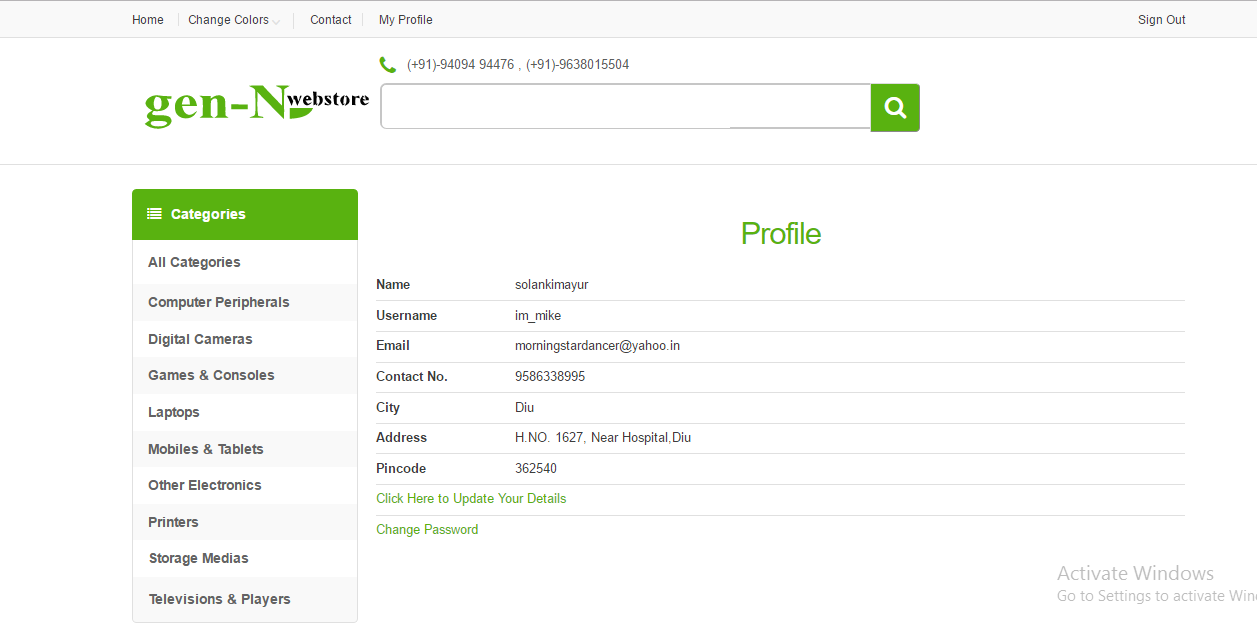 Home Change Colors Contact My Profile Sign Out
(+91)-94094 94476 , (+91)-9638015504
gen-N webstore
Categories
All Categories
Computer Peripherals
Digital Cameras
Games & Consoles
Laptops
Mobiles & Tablets
Other Electronics
Printers
Storage Medias
Televisions & Players
Profile
Name solankimayur
Username im_mike
Email morningstardancer@yahoo.in
Contact No. 9586338995
City Diu
Address H.NO. 1627, Near Hospital,Diu
Pincode 362540
Click Here to Update Your Details
Change Password
Activate Windows
Go to Settings to activate Win